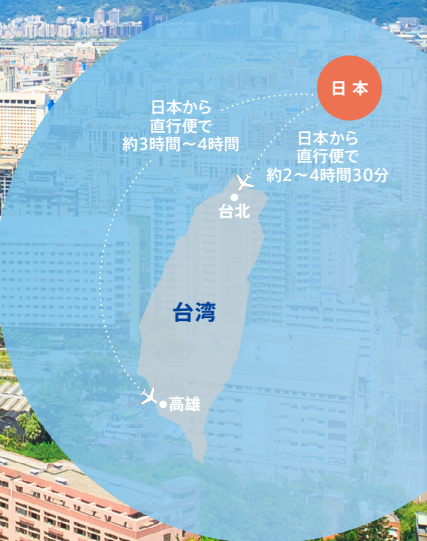 日本
日本から
直行便で
約3時間〜4時間
日本から
直行便で
約2〜4時間30分
台北
台湾
高雄